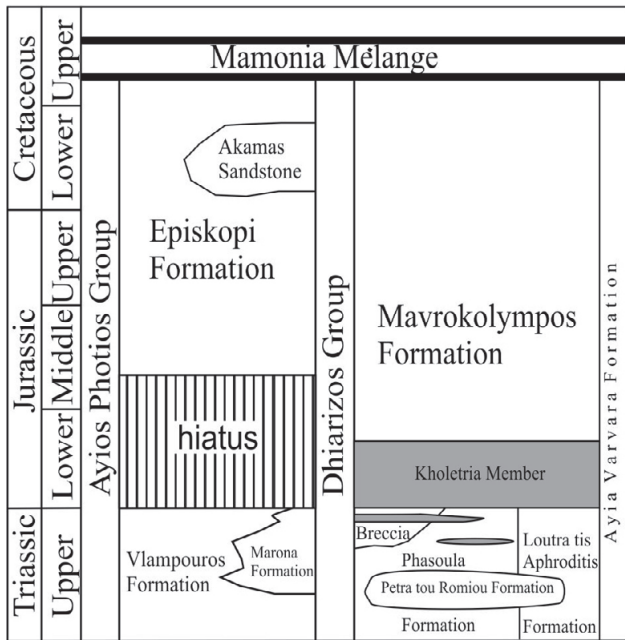 Cretaceous
Jurassic
Triassic
Upper
Lower
Upper
Middle
Lower
Upper
Mamonia Mélange
Ayios Photios Group
Akamas
Sandstone
Episkopi
Formation
hiatus
Vlampouros
Formation
Marona
Formation
Dhiarizos Group
Mavrokolympos
Formation
Kholetria Member
Breccia
Phasoula
Loutra tis
Aphroditis
Petra tou Romiou Formation
Formation
Formation
Ayia Varvara Formation